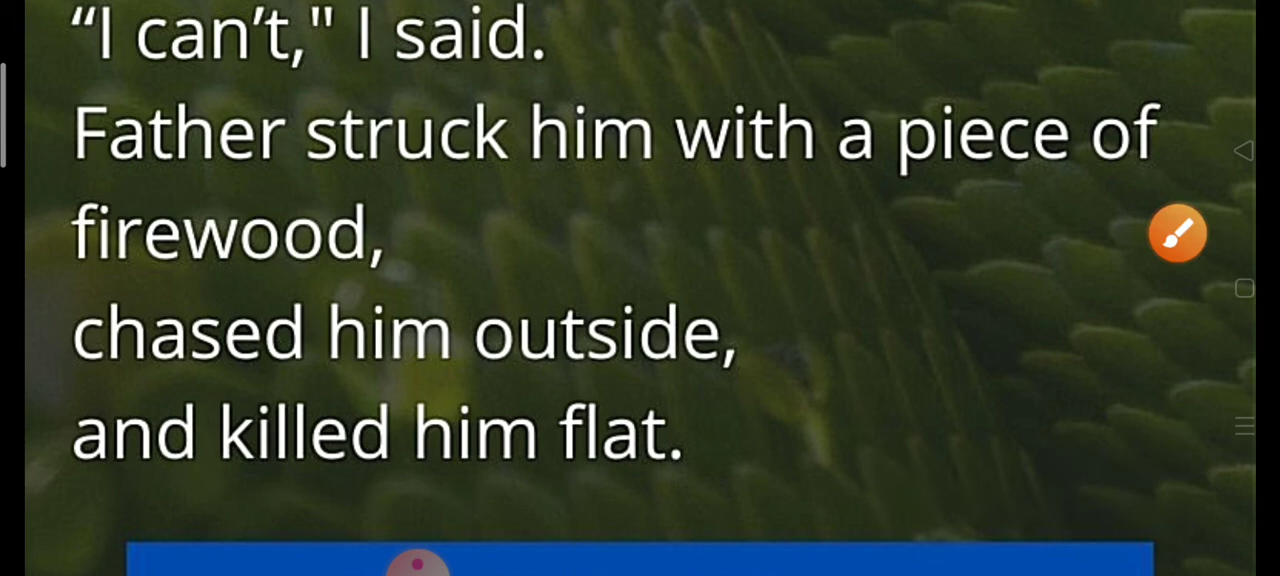 “I can’t," I said.
Father struck him with a piece of
firewood,
chased him outside,
and killed him flat.